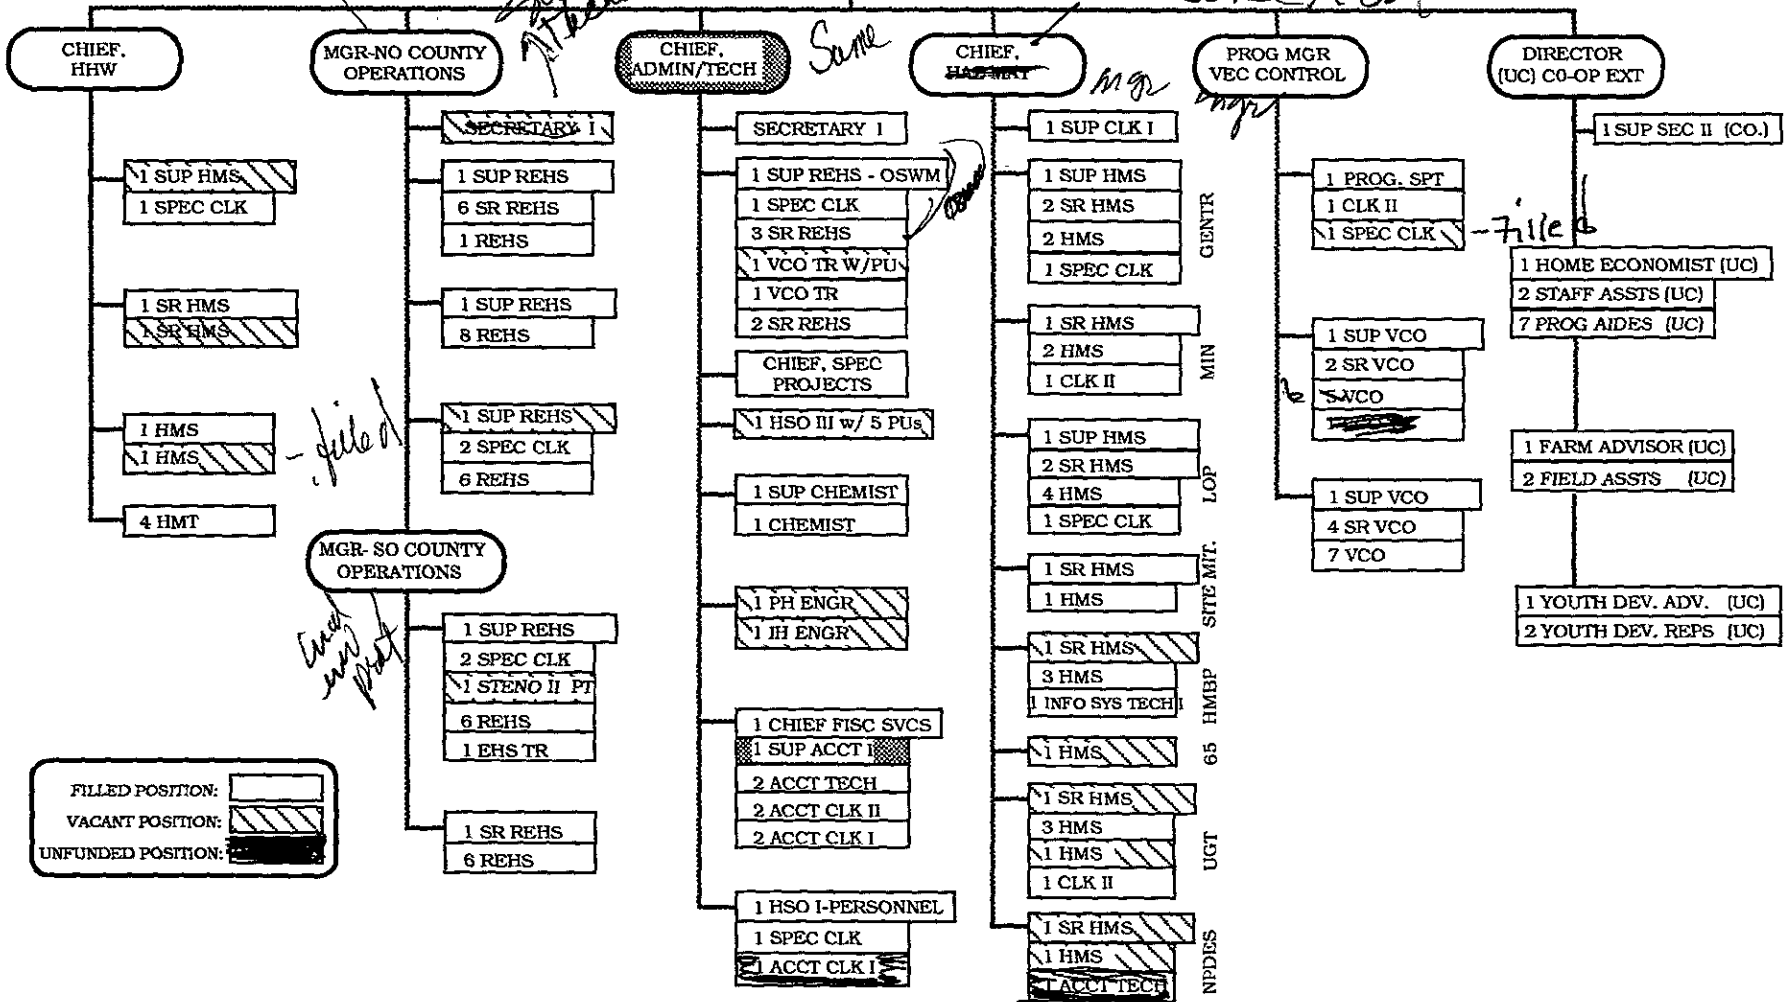 CHIEF,
HHW
1 SUP HMS
1 SPEC CLK
1 SR HMS
1 SR HMS
1 HMS
1 HMS
- filled
4 HMT
MGR-NO COUNTY
OPERATIONS
SECRETARY I
1 SUP REHS
6 SR REHS
1 REHS
1 SUP REHS
8 REHS
1 SUP REHS
2 SPEC CLK
6 REHS
MGR- SO COUNTY
OPERATIONS
1 SUP REHS
2 SPEC CLK
1 STENO II PT
6 REHS
1 EHS TR
1 SR REHS
6 REHS
CHIEF,
ADMIN/TECH
Same
SECRETARY I
1 SUP REHS - OSWM
1 SPEC CLK
3 SR REHS
1 VCO TR W/PU
1 VCO TR
2 SR REHS
CHIEF, SPEC
PROJECTS
1 HSO III w/ 5 PUs
1 SUP CHEMIST
1 CHEMIST
1 PH ENGR
1 IH ENGR
1 CHIEF FISC SVCS
1 SUP ACCT I
2 ACCT TECH
2 ACCT CLK II
2 ACCT CLK I
1 HSO I-PERSONNEL
1 SPEC CLK
1 ACCT CLK I
CHIEF,
HAZ MAT
mgr
1 SUP CLK I
1 SUP HMS
2 SR HMS
2 HMS
1 SPEC CLK
GENTR
1 SR HMS
2 HMS
1 CLK II
MIN
1 SUP HMS
2 SR HMS
4 HMS
1 SPEC CLK
LOP
1 SR HMS
1 HMS
SITE MIT.
1 SR HMS
3 HMS
1 INFO SYS TECH I
HMBP
1 HMS
65
1 SR HMS
3 HMS
1 HMS
1 CLK II
UGT
1 SR HMS
1 HMS
1 ACCT TECH
NPDES
PROG MGR
VEC CONTROL
mgr
1 PROG. SPT
1 CLK II
1 SPEC CLK
- Filled
1 SUP VCO
2 SR VCO
5 VCO
6
1 SUP VCO
4 SR VCO
7 VCO
DIRECTOR
(UC) CO-OP EXT
1 SUP SEC II (CO.)
1 HOME ECONOMIST (UC)
2 STAFF ASSTS (UC)
7 PROG AIDES (UC)
1 FARM ADVISOR (UC)
2 FIELD ASSTS (UC)
1 YOUTH DEV. ADV. (UC)
2 YOUTH DEV. REPS (UC)
FILLED POSITION:
VACANT POSITION:
UNFUNDED POSITION: